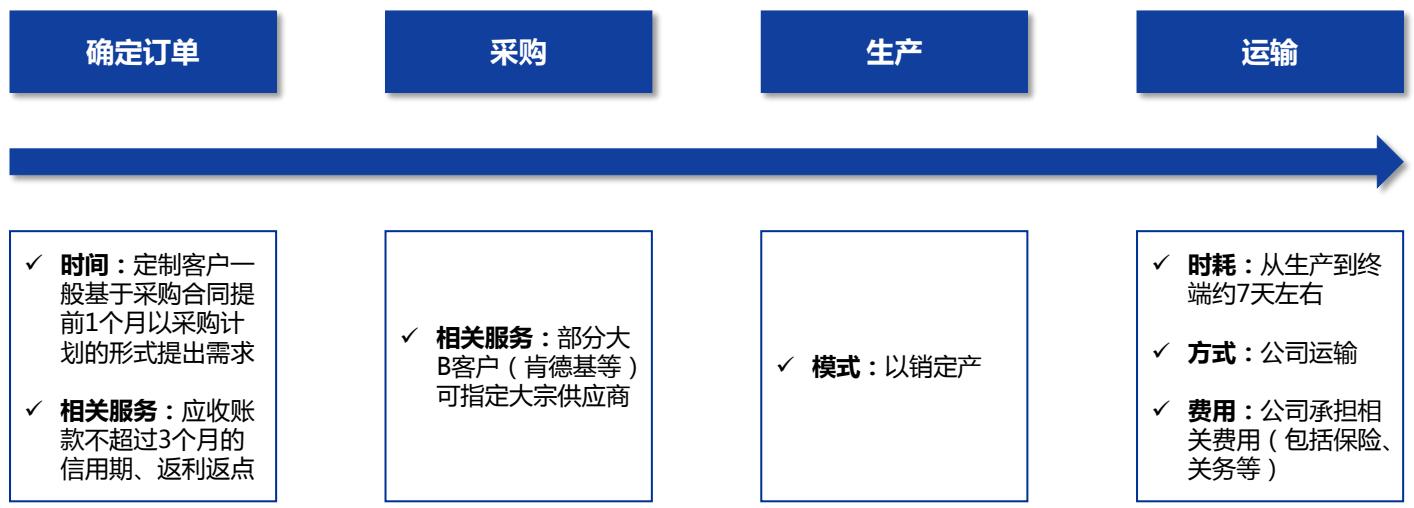 确定订单
采购
生产
运输
✓ 时间：定制客户一
般基于采购合同提
前1个月以采购计
划的形式提出需求
✓ 相关服务：应收账
款不超过3个月的
信用期、返利返点
✓ 相关服务：部分大
B客户（肯德基等）
可指定大宗供应商
✓ 模式：以销定产
✓ 时耗：从生产到终
端约7天左右
✓ 方式：公司运输
✓ 费用：公司承担相
关费用（包括保险、
关务等）